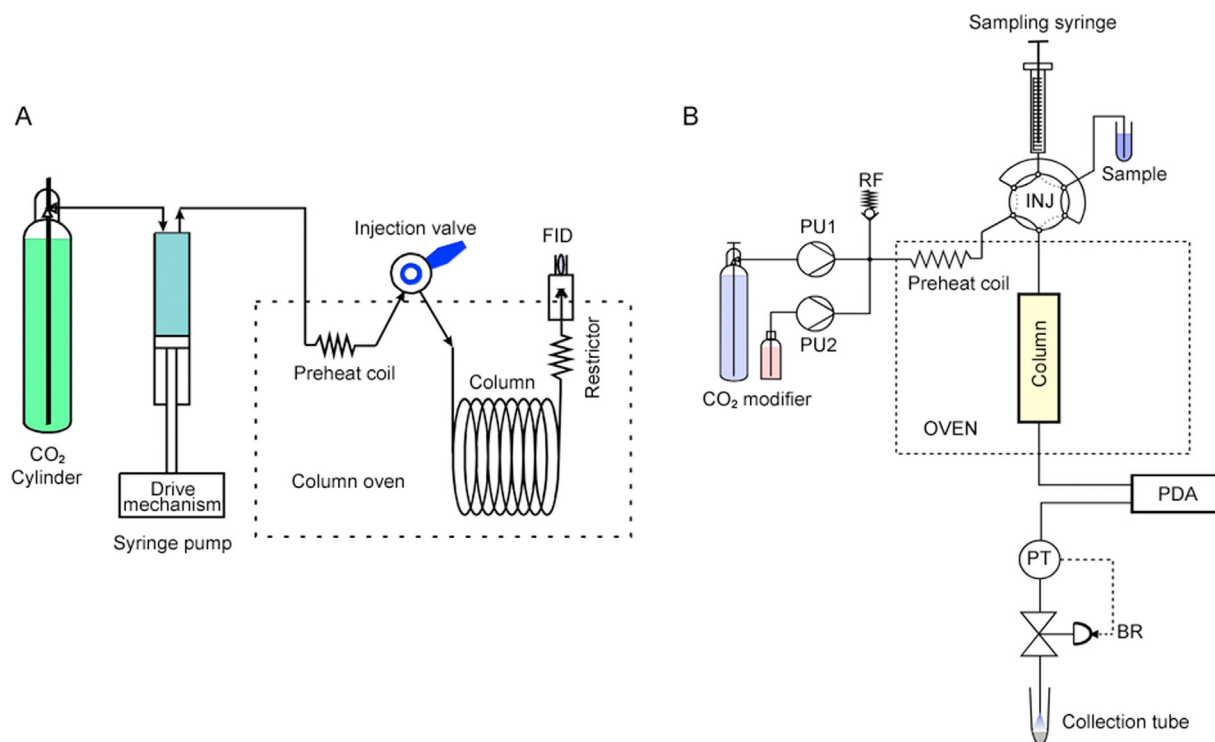 A
CO₂
Cylinder
Drive
mechanism
Syringe pump
Preheat coil
Injection valve
Column
Column oven
FID
Restrictor
B
Sampling syringe
Sample
INJ
RF
PU1
PU2
CO₂ modifier
Preheat coil
Column
OVEN
PDA
PT
BR
Collection tube